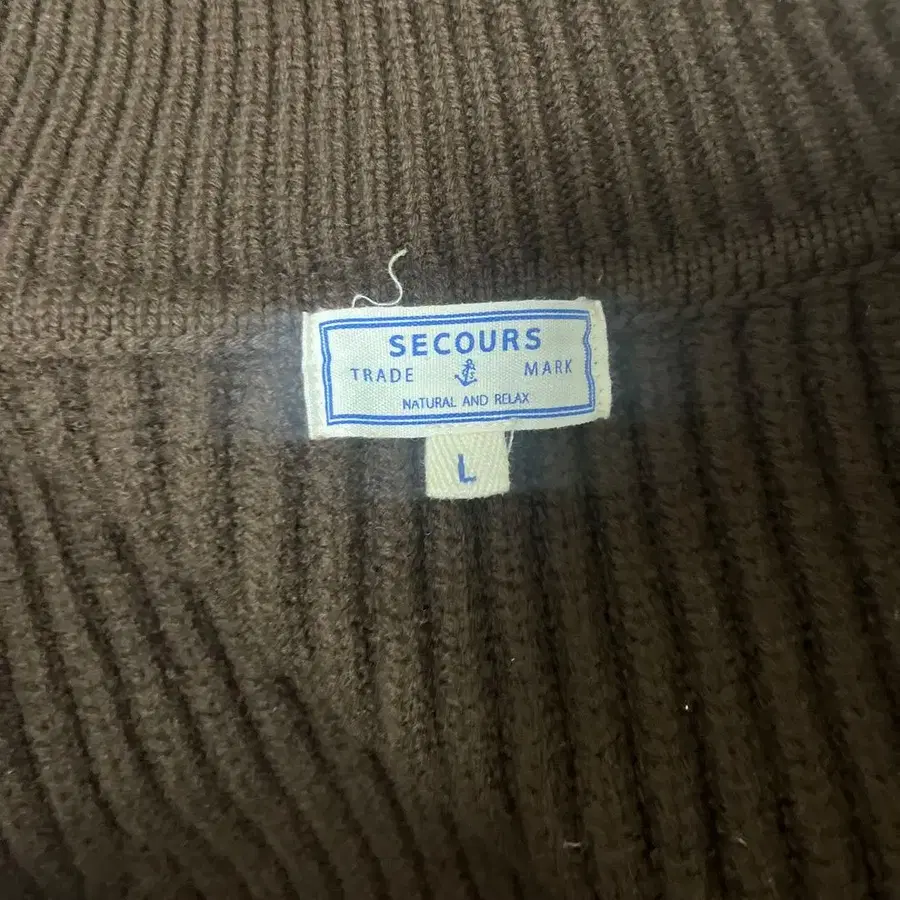 SECOURS
TRADE MARK
NATURAL AND RELAX
L